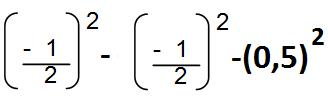 (- 1/2)² - (- 1/2)² -(0,5)²